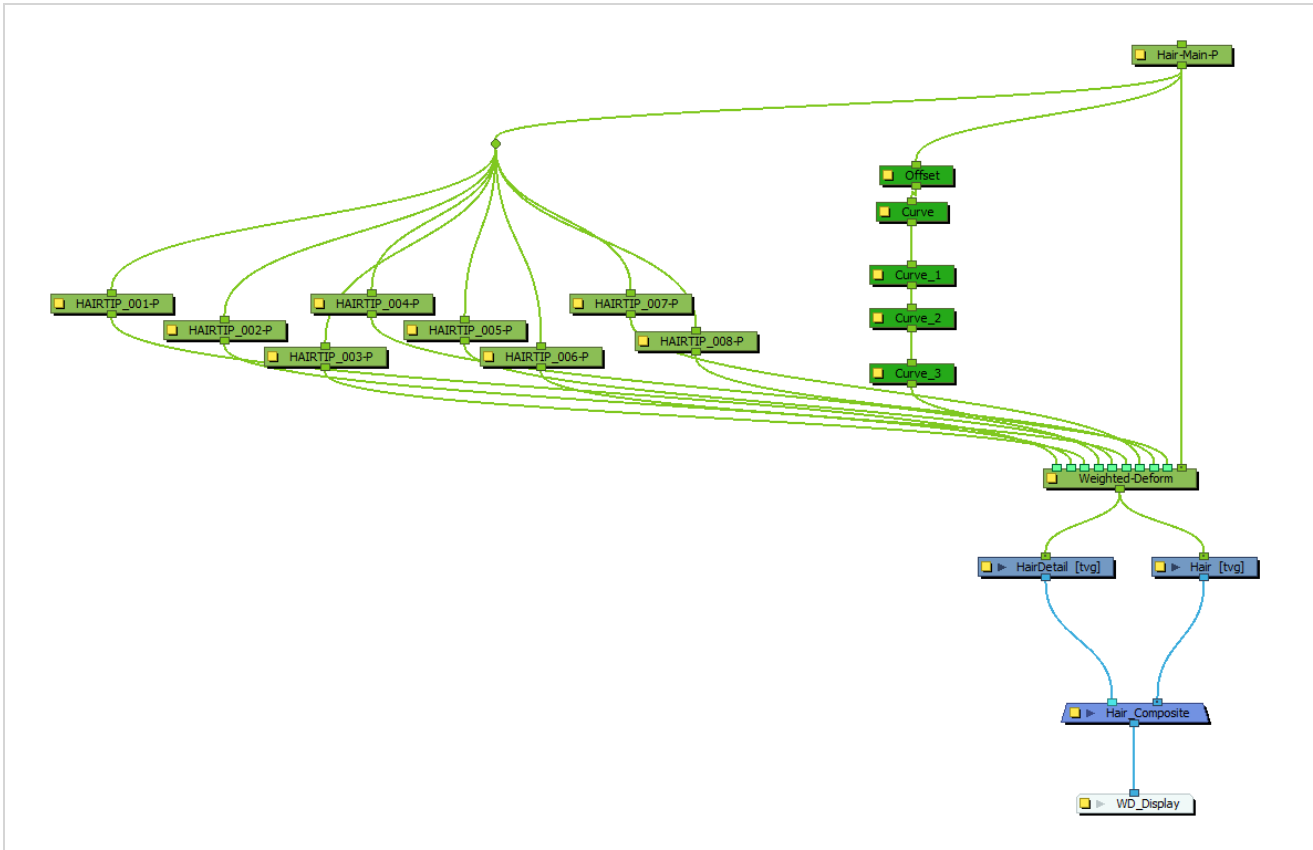 Hair-Main-P
Offset
Curve
Curve_1
HAIRTIP_001-P
HAIRTIP_004-P
HAIRTIP_007-P
Curve_2
HAIRTIP_002-P
HAIRTIP_005-P
HAIRTIP_008-P
HAIRTIP_003-P
HAIRTIP_006-P
Curve_3
Weighted-Deform
HairDetail [tvg]
Hair [tvg]
Hair_Composite
WD_Display